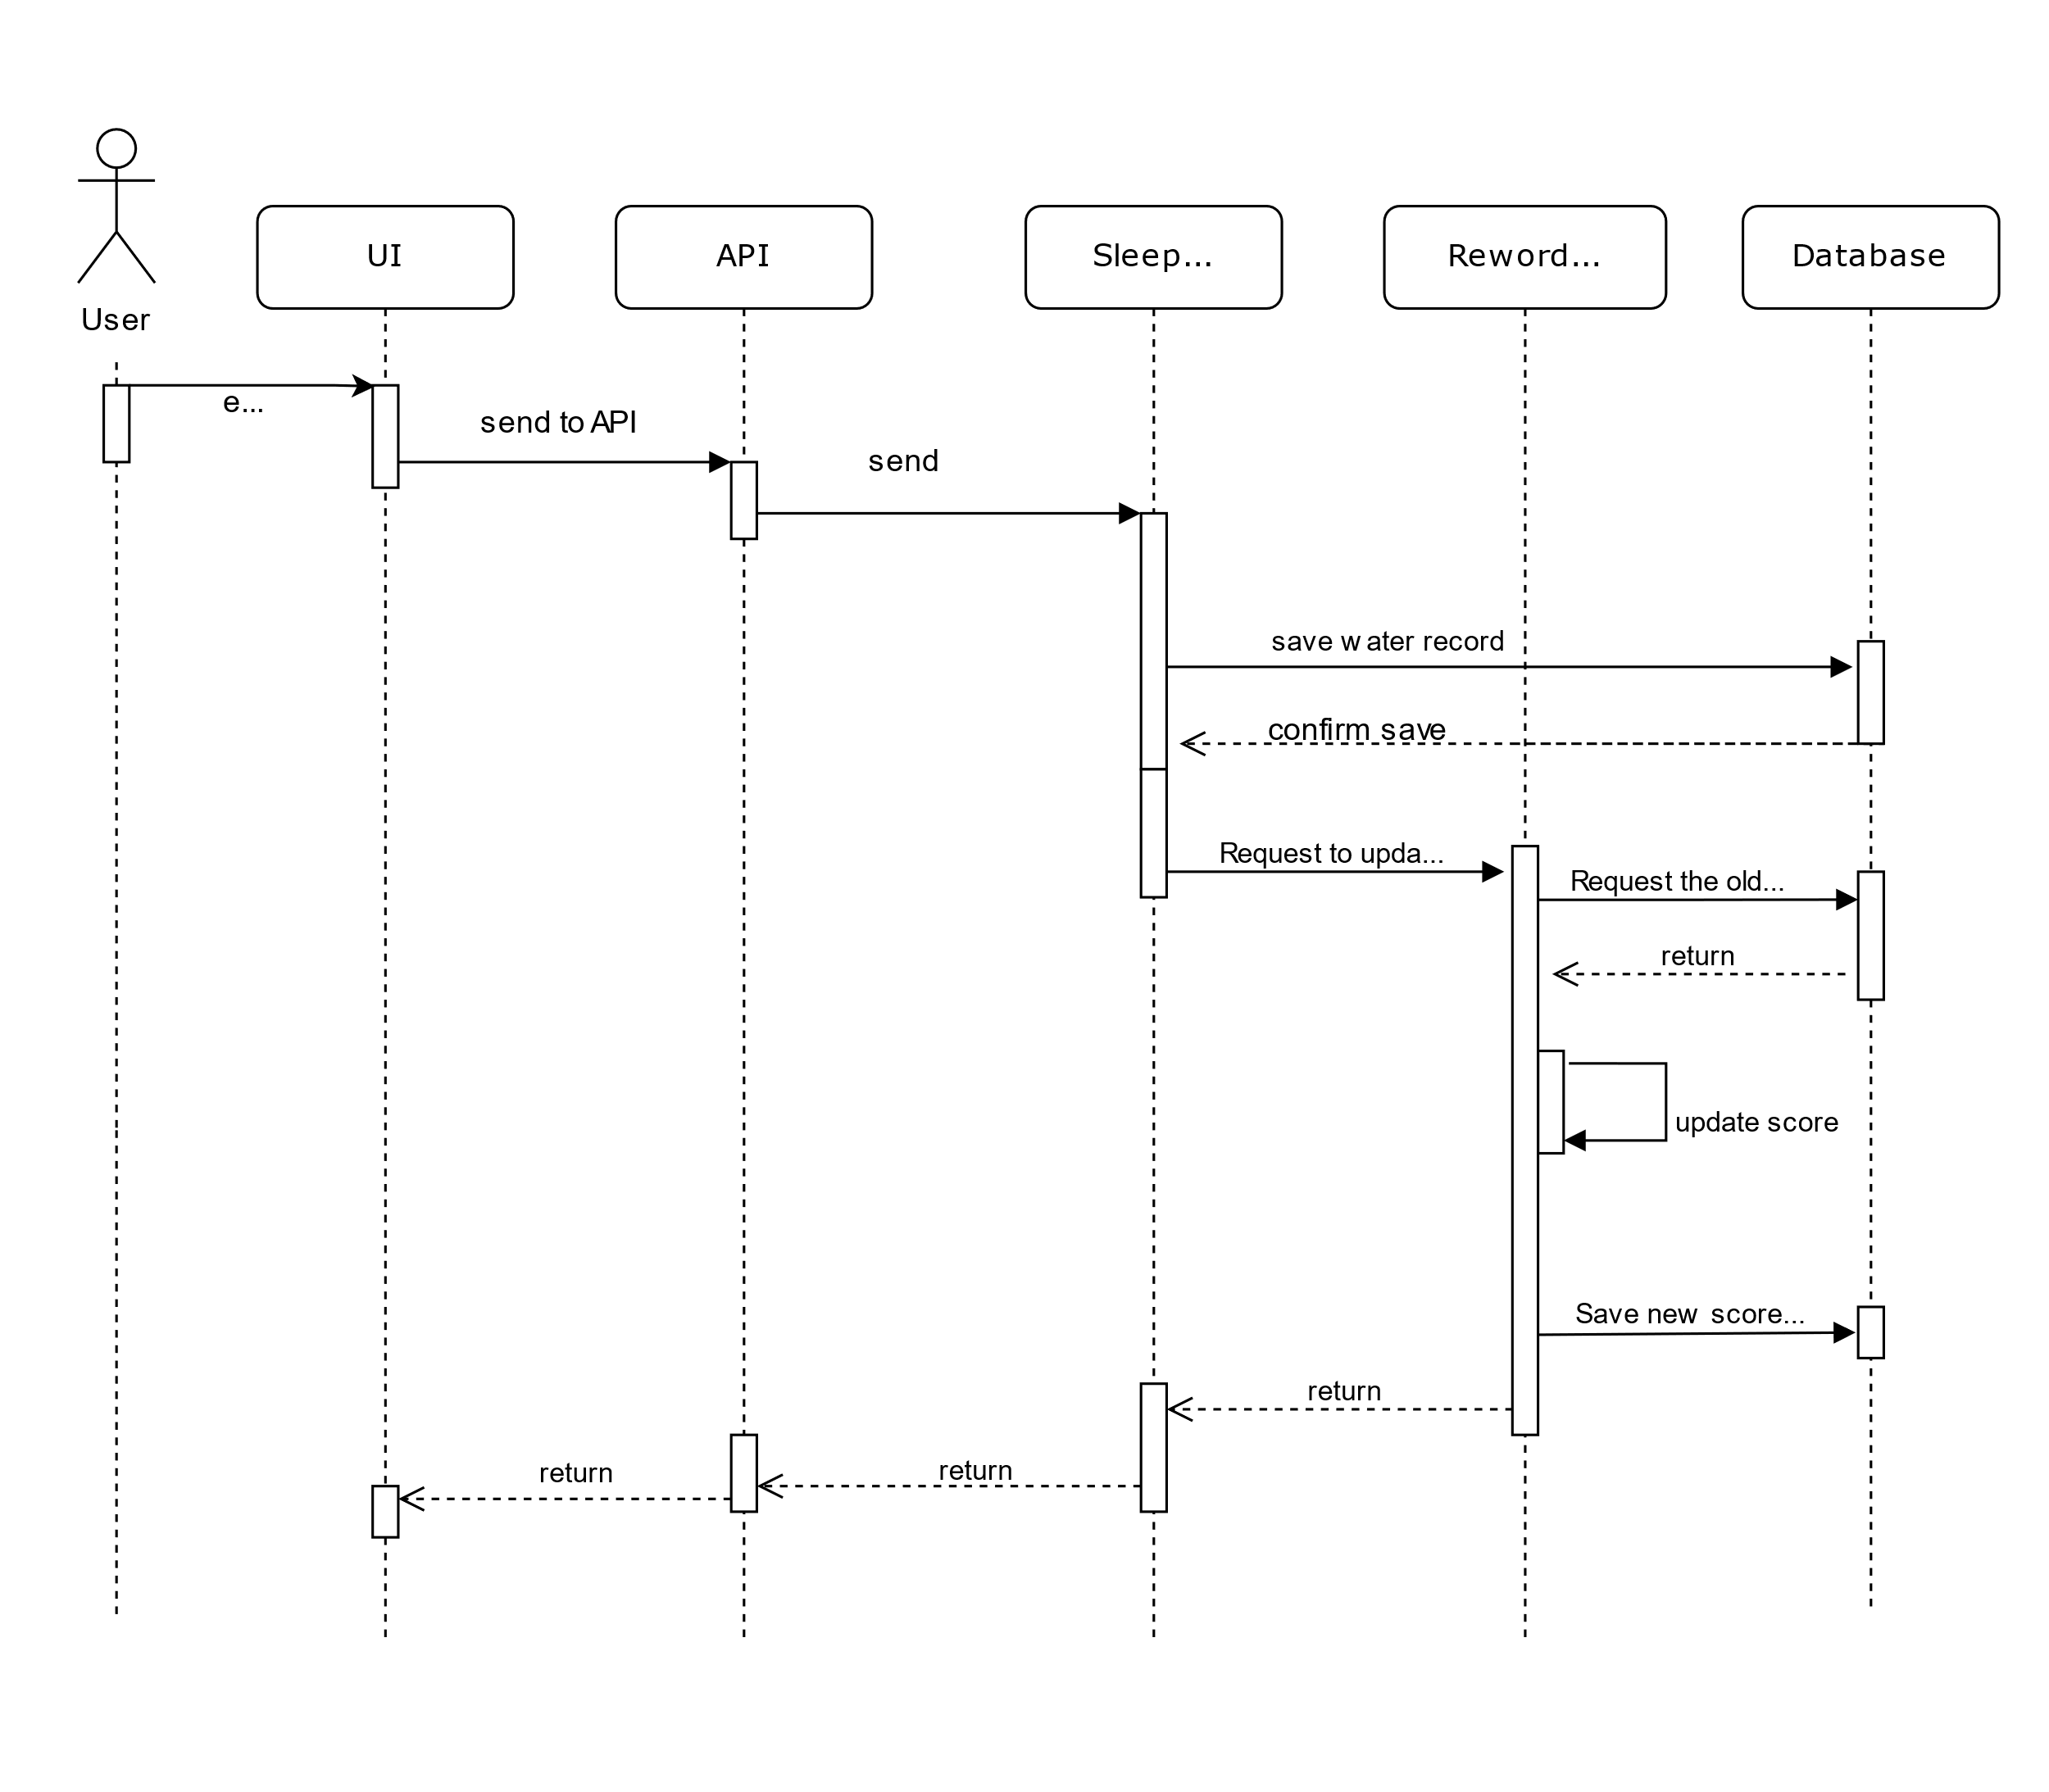 User
UI
API
Sleep...
Reword...
Database
e...
send to API
send
save water record
confirm save
Request to upda...
Request the old...
return
update score
Save new score...
return
return
return